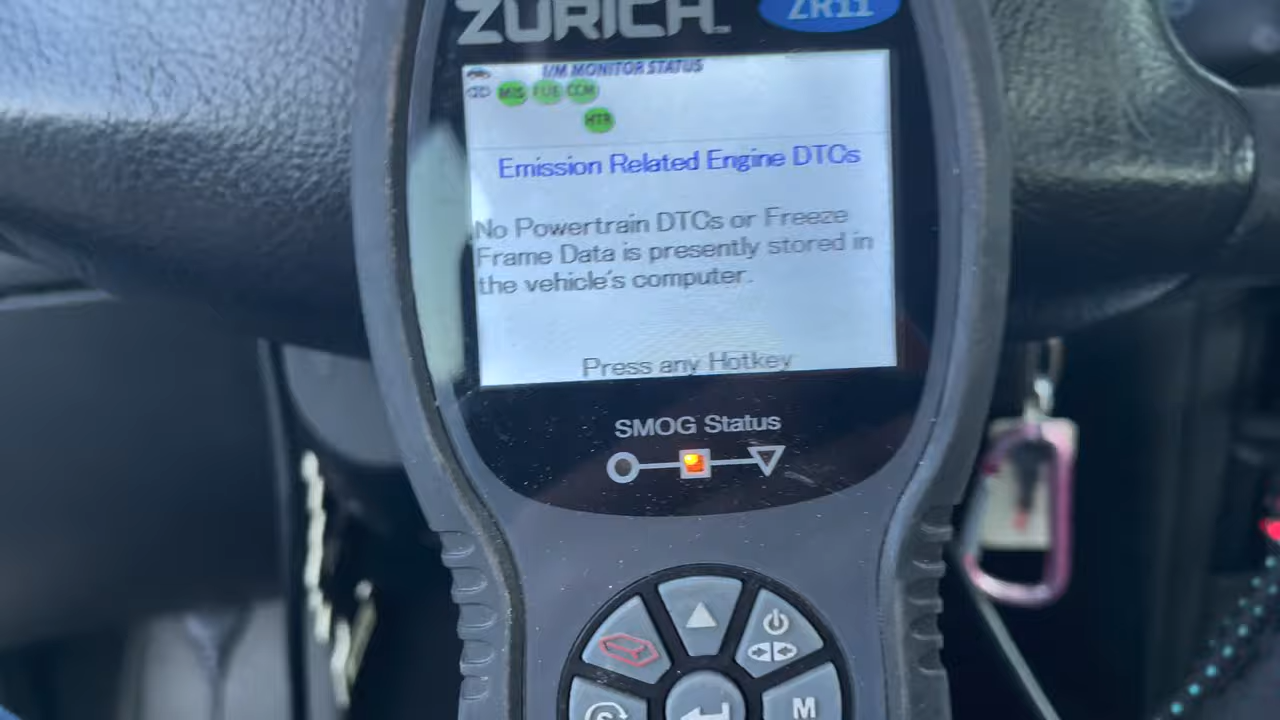 ZURICH
ZR11
I/M MONITOR STATUS
MIS FUE CCM
HTR
Emission Related Engine DTCs
No Powertrain DTCs or Freeze
Frame Data is presently stored in
the vehicle's computer.
Press any Hotkey
SMOG Status
M
S